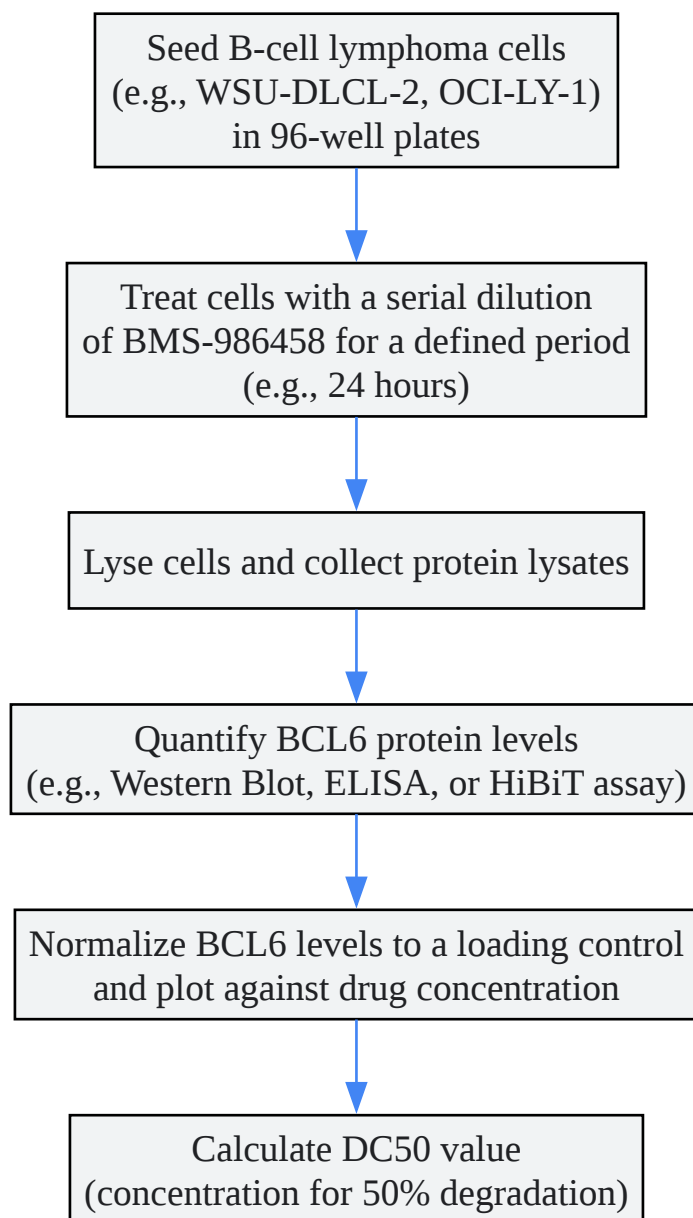 Seed B-cell lymphoma cells
(e.g., WSU-DLCL-2, OCI-LY-1)
in 96-well plates
Treat cells with a serial dilution
of BMS-986458 for a defined period
(e.g., 24 hours)
Lyse cells and collect protein lysates
Quantify BCL6 protein levels
(e.g., Western Blot, ELISA, or HiBiT assay)
Normalize BCL6 levels to a loading control
and plot against drug concentration
Calculate DC50 value
(concentration for 50% degradation)